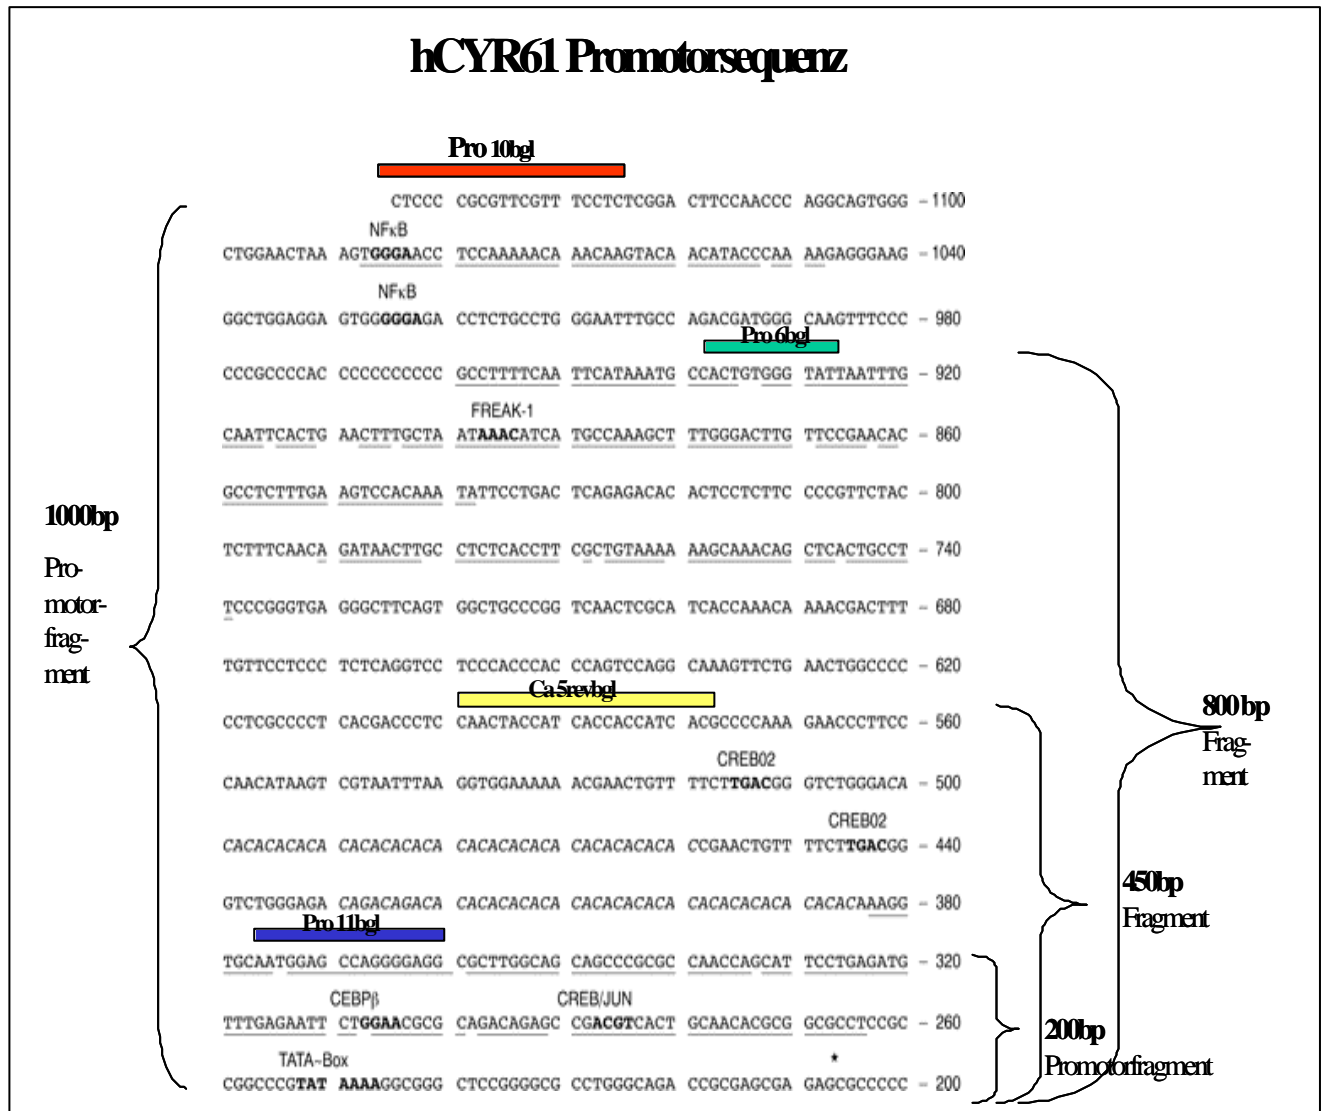 hCYR61 Promotorsequenz
Pro 10bgl
CTCCC CGCGTTCGTT TCCTCTCGGA CTTCCAACCC AGGCAGTGGG – 1100
NFκB
CTGGAACTAA AGTGGGAACC TCCAAAAACA AACAAGTACA ACATACCCAA AAGAGGGAAG – 1040
NFκB
GGCTGGAGGA GTGGGGGAGA CCTCTGCCTG GGAATTTGCC AGACGATGGG CAAGTTTCCC – 980
Pro 6bgl
CCCGCCCCAC CCCCCCCCCC GCCTTTTCAA TTCATAAATG CCACTGTGGG TATTAATTTG – 920
FREAK-1
CAATTCACTG AACTTTGCTA ATAAACATCA TGCCAAAGCT TTGGGACTTG TTCCGAACAC – 860
GCCTCTTTGA AGTCCACAAA TATTCCTGAC TCAGAGACAC ACTCCTCTTC CCCGTTCTAC – 800
1000bp
TCTTTCAACA GATAACTTGC CTCTCACCTT CGCTGTAAAA AAGCAAACAG CTCACTGCCT – 740
Pro-
motor-
frag-
ment
TCCCGGGTGA GGGCTTCAGT GGCTGCCCGG TCAACTCGCA TCACCAAACA AAACGACTTT – 680
TGTTCCTCCC TCTCAGGTCC TCCCACCCAC CCAGTCCAGG CAAAGTTCTG AACTGGCCCC – 620
Ca 5revbgl
800 bp
Frag-
ment
CCTCGCCCCT CACGACCCTC CAACTACCAT CACCACCATC ACGCCCCAAA GAACCCTTCC – 560
CREB02
CAACATAAGT CGTAATTTAA GGTGGAAAAA ACGAACTGTT TTCTTGACGG GTCTGGGACA – 500
CREB02
CACACACACA CACACACACA CACACACACA CACACACACA CCGAACTGTT TTCTTGACGG – 440
450bp
Fragment
GTCTGGGAGA CAGACAGACA CACACACACA CACACACACA CACACACACA CACACAAAGG – 380
Pro 11bgl
TGCAATGGAG CCAGGGGAGG CGCTTGGCAG CAGCCCGCGC CAACCAGCAT TCCTGAGATG – 320
CEBPβ CREB/JUN
TTTGAGAATT CTGGAACGCG CAGACAGAGC CGACGTCACT GCAACACGCG GCGCCTCCGC – 260
200bp
Promotorfragment
TATA~Box *
CGGCCCGTAT AAAAGGCGGG CTCCGGGGCG CCTGGGCAGA CCGCGAGCGA GAGCGCCCCC – 200